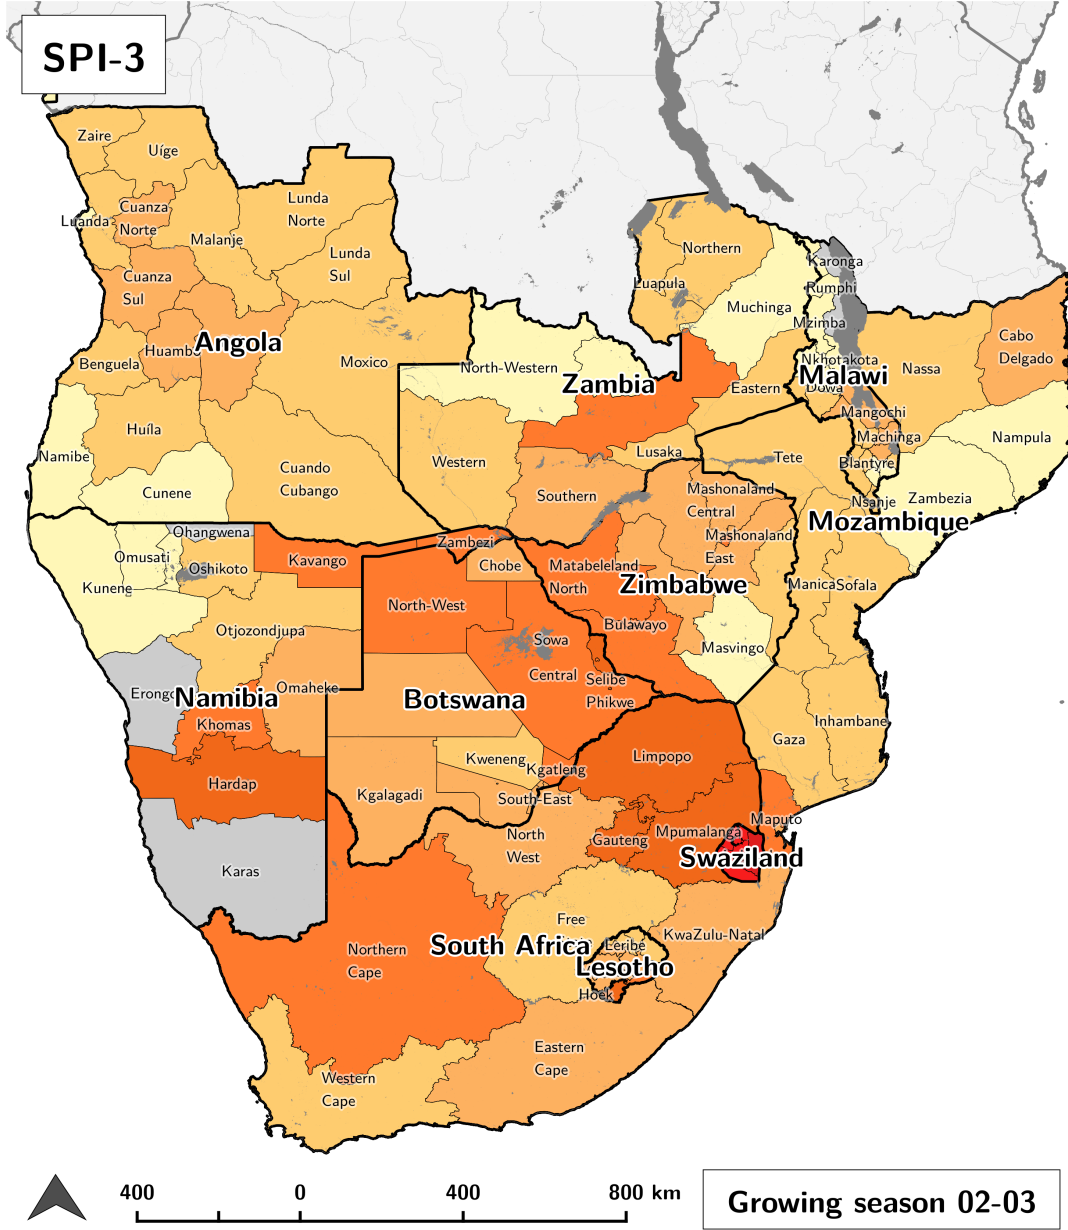 SPI-3
Zaire
Uíge
Cuanza
Norte
Luanda
Malanje
Lunda
Norte
Lunda
Sul
Cuanza
Sul
Huambo
Angola
Benguela
Moxico
Huíla
Namibe
Cunene
Cuando
Cubango
Northern
Luapula
Muchinga
Karonga
Rumphi
Mzimba
North-Western
Zambia
Eastern
Nkhotakota
Malawi
Dowa
Nassa
Cabo
Delgado
Mangochi
Machinga
Nampula
Western
Lusaka
Tete
Blantyre
Southern
Nsanje
Zambezia
Mozambique
Mashonaland
Central
Mashonaland
East
Ohangwena
Omusati
Oshikoto
Kunene
Kavango
Zambezi
Chobe
Matabeleland
North
Zimbabwe
Manica
Sofala
North-West
Bulawayo
Masvingo
Otjozondjupa
Sowa
Central
Selibe
Phikwe
Erongo
Namibia
Omaheke
Botswana
Khomas
Inhambane
Gaza
Hardap
Kweneng
Kgatleng
Limpopo
Kgalagadi
South-East
Maputo
North
West
Gauteng
Mpumalanga
Swaziland
Karas
Free
KwaZulu-Natal
Northern
Cape
South Africa
Leribe
Lesotho
Hoek
Eastern
Cape
Western
Cape
400
0
400
800 km
Growing season 02-03